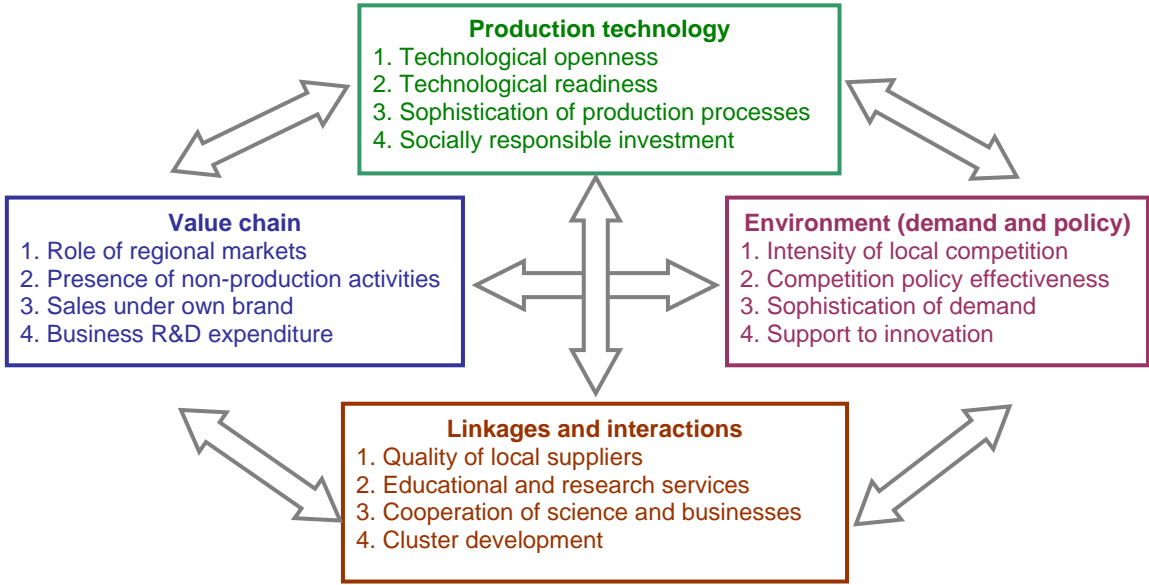 Production technology
1. Technological openness
2. Technological readiness
3. Sophistication of production processes
4. Socially responsible investment
Value chain
1. Role of regional markets
2. Presence of non-production activities
3. Sales under own brand
4. Business R&D expenditure
Environment (demand and policy)
1. Intensity of local competition
2. Competition policy effectiveness
3. Sophistication of demand
4. Support to innovation
Linkages and interactions
1. Quality of local suppliers
2. Educational and research services
3. Cooperation of science and businesses
4. Cluster development